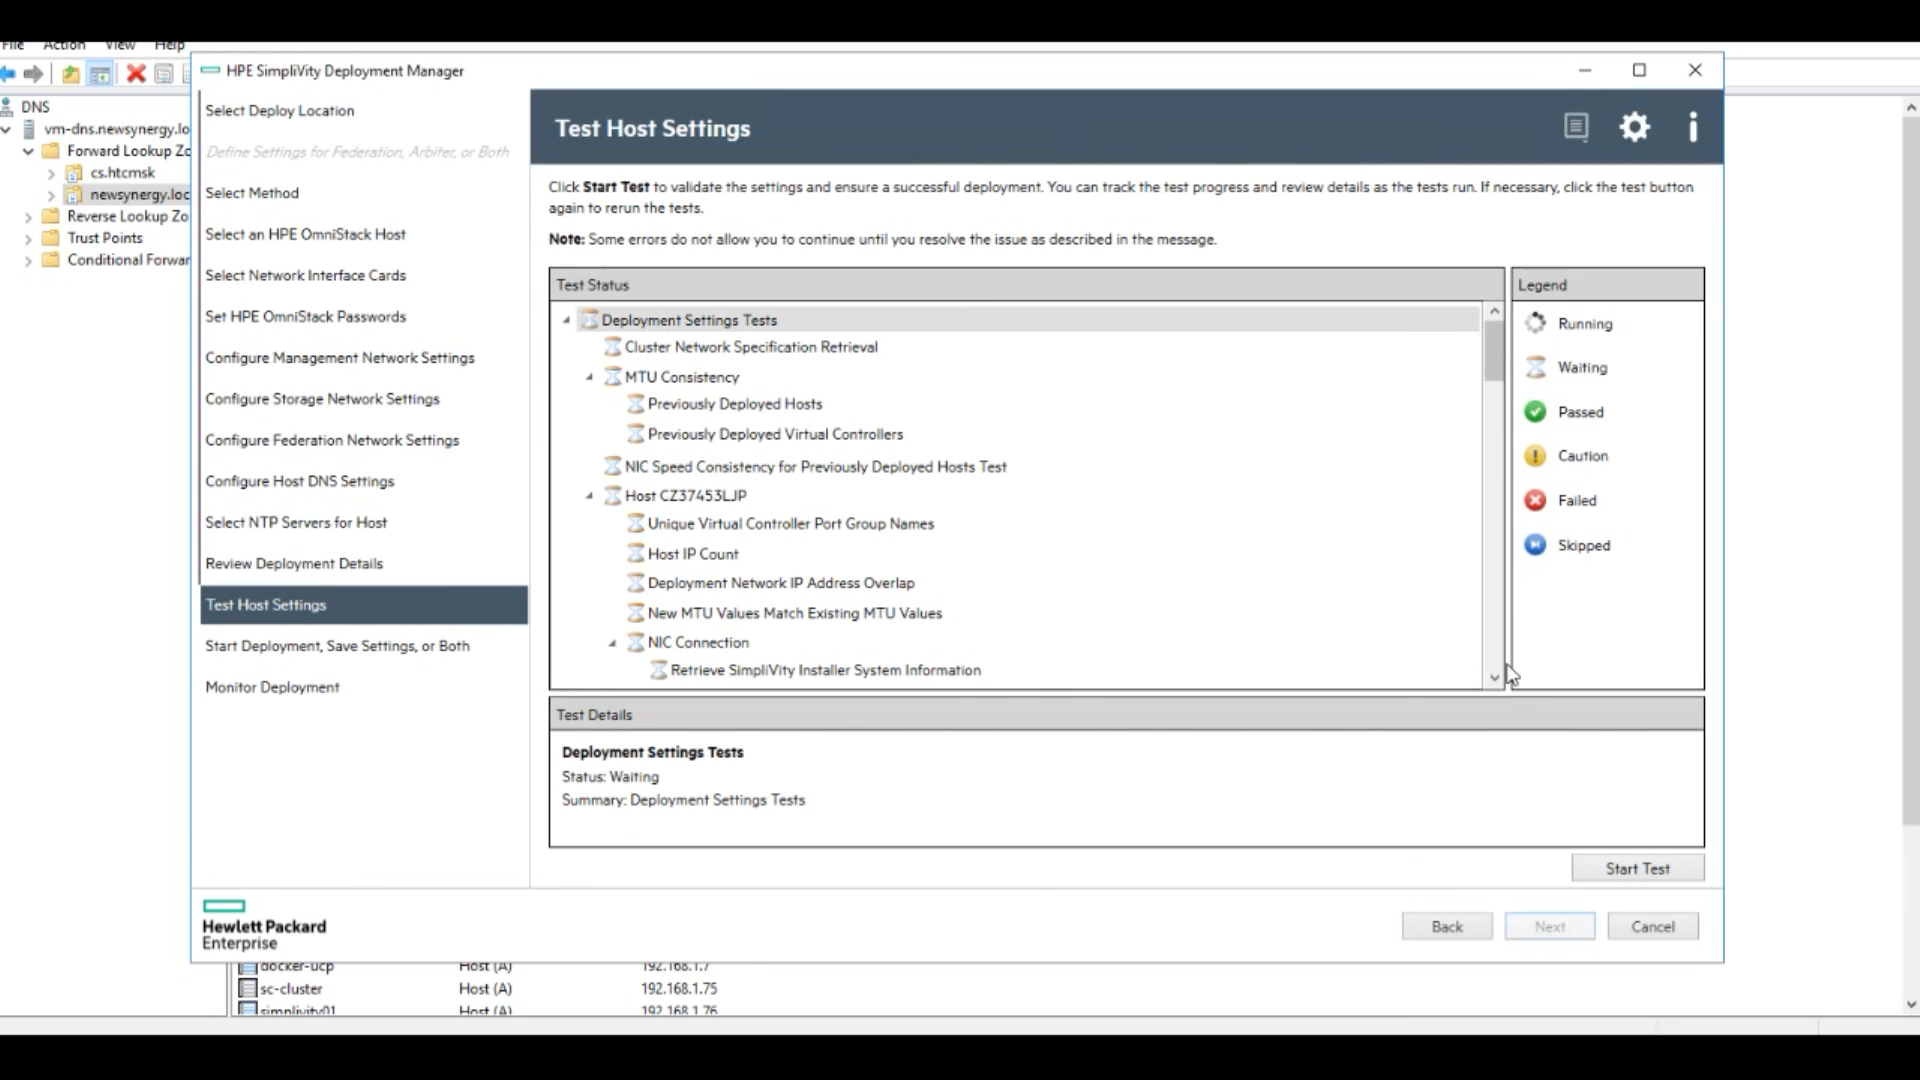 File Action View Help
HPE SimpliVity Deployment Manager
DNS
vm-dns.newsynergy.lo
Forward Lookup Zo
cs.htcmsk
newsynergy.loc
Reverse Lookup Zo
Trust Points
Conditional Forwar
Select Deploy Location
Define Settings for Federation, Arbiter, or Both
Select Method
Select an HPE OmniStack Host
Select Network Interface Cards
Set HPE OmniStack Passwords
Configure Management Network Settings
Configure Storage Network Settings
Configure Federation Network Settings
Configure Host DNS Settings
Select NTP Servers for Host
Review Deployment Details
Test Host Settings
Start Deployment, Save Settings, or Both
Monitor Deployment
Test Host Settings
Click Start Test to validate the settings and ensure a successful deployment. You can track the test progress and review details as the tests run. If necessary, click the test button
again to rerun the tests.
Note: Some errors do not allow you to continue until you resolve the issue as described in the message.
Test Status
Deployment Settings Tests
Cluster Network Specification Retrieval
MTU Consistency
Previously Deployed Hosts
Previously Deployed Virtual Controllers
NIC Speed Consistency for Previously Deployed Hosts Test
Host CZ37453LJP
Unique Virtual Controller Port Group Names
Host IP Count
Deployment Network IP Address Overlap
New MTU Values Match Existing MTU Values
NIC Connection
Retrieve SimpliVity Installer System Information
Legend
Running
Waiting
Passed
Caution
Failed
Skipped
Test Details
Deployment Settings Tests
Status: Waiting
Summary: Deployment Settings Tests
Start Test
Hewlett Packard
Enterprise
Back Next Cancel
docker-ucp Host (A) 192.168.1.7
sc-cluster Host (A) 192.168.1.75
simplivity01 Host (A) 192.168.1.76